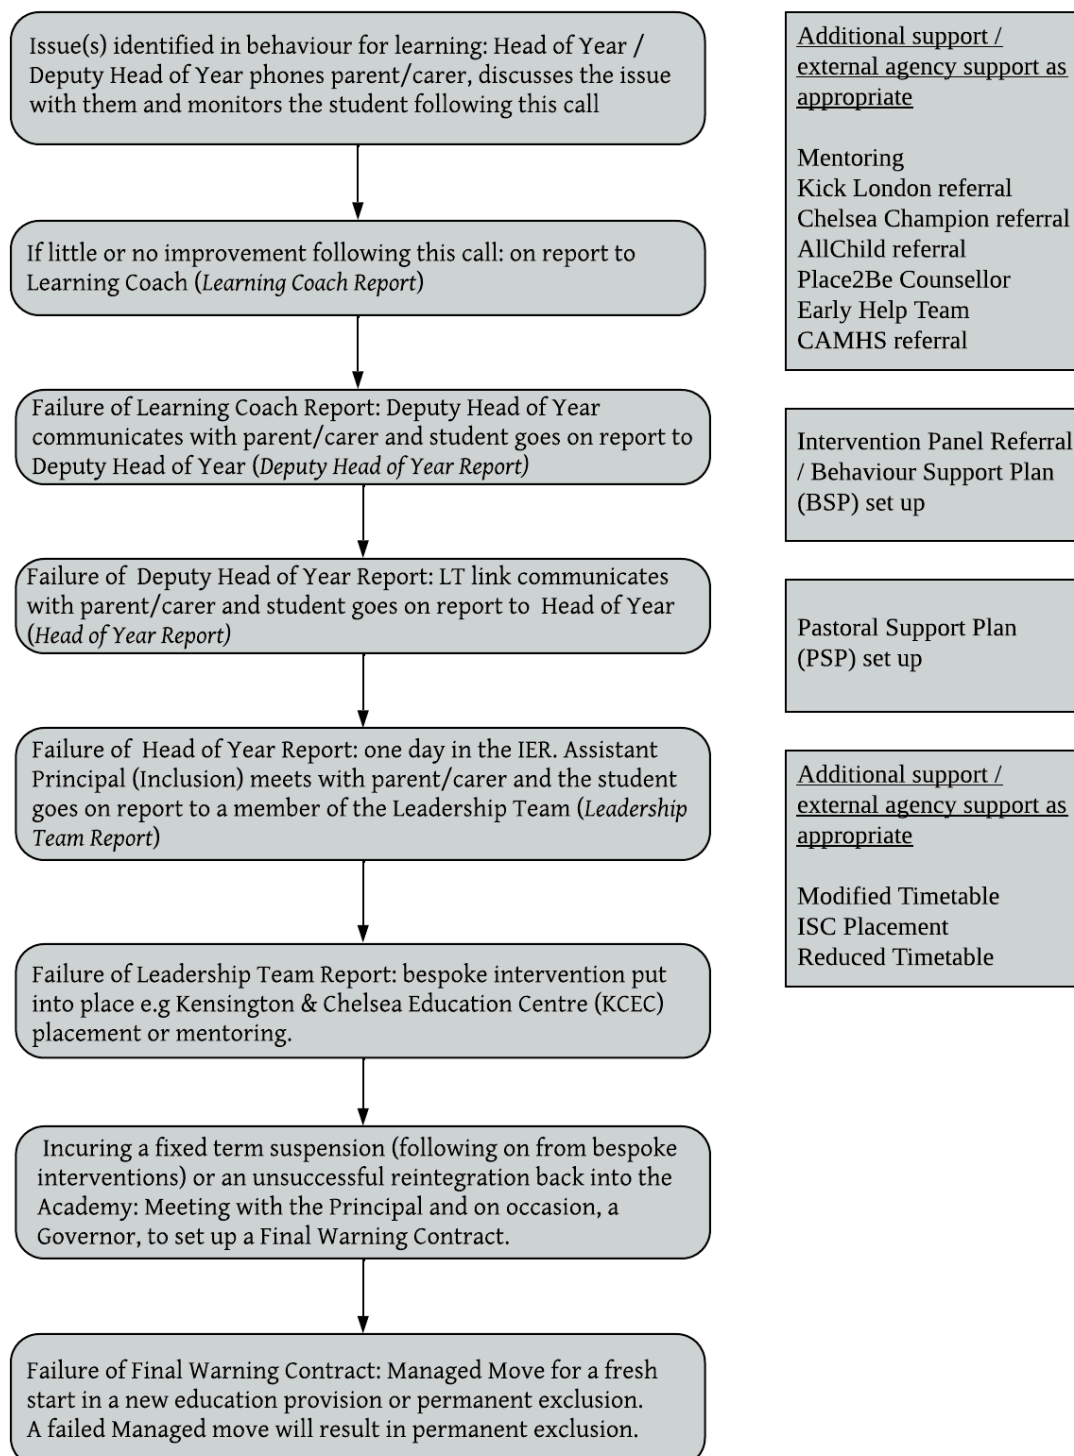 Issue(s) identified in behaviour for learning: Head of Year /
Deputy Head of Year phones parent/carer, discusses the issue
with them and monitors the student following this call
If little or no improvement following this call: on report to
Learning Coach (Learning Coach Report)
Failure of Learning Coach Report: Deputy Head of Year
communicates with parent/carer and student goes on report to
Deputy Head of Year (Deputy Head of Year Report)
Failure of Deputy Head of Year Report: LT link communicates
with parent/carer and student goes on report to Head of Year
(Head of Year Report)
Failure of Head of Year Report: one day in the IER. Assistant
Principal (Inclusion) meets with parent/carer and the student
goes on report to a member of the Leadership Team (Leadership
Team Report)
Failure of Leadership Team Report: bespoke intervention put
into place e.g Kensington & Chelsea Education Centre (KCEC)
placement or mentoring.
Incuring a fixed term suspension (following on from bespoke
interventions) or an unsuccessful reintegration back into the
Academy: Meeting with the Principal and on occasion, a
Governor, to set up a Final Warning Contract.
Failure of Final Warning Contract: Managed Move for a fresh
start in a new education provision or permanent exclusion.
A failed Managed move will result in permanent exclusion.
Additional support /
external agency support as
appropriate
Mentoring
Kick London referral
Chelsea Champion referral
AllChild referral
Place2Be Counsellor
Early Help Team
CAMHS referral
Intervention Panel Referral
/ Behaviour Support Plan
(BSP) set up
Pastoral Support Plan
(PSP) set up
Additional support /
external agency support as
appropriate
Modified Timetable
ISC Placement
Reduced Timetable